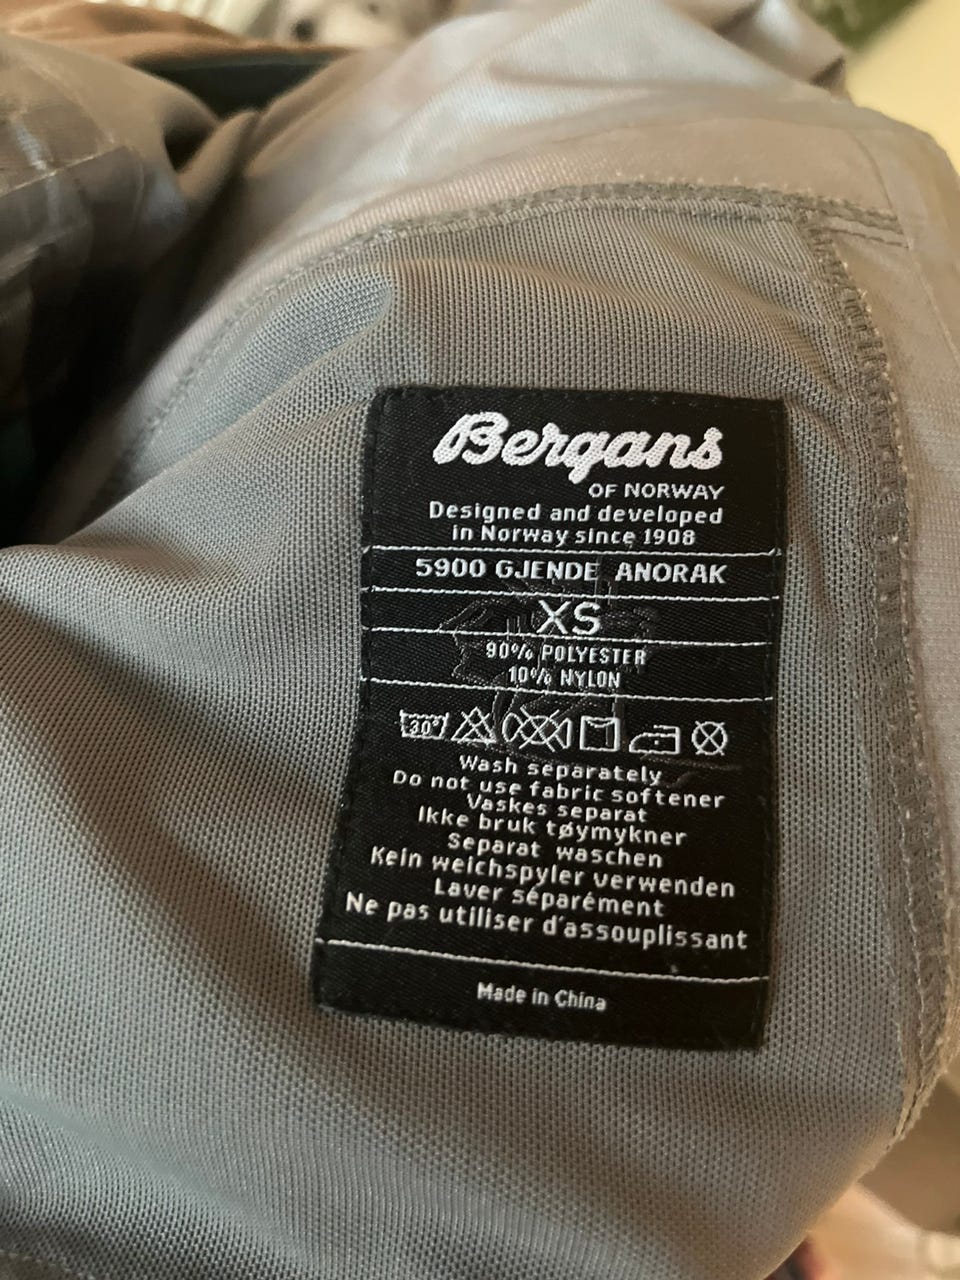 Bergans
OF NORWAY
Designed and developed
in Norway since 1908
5900 GJENDE ANORAK
XS
90% POLYESTER
10% NYLON
30°
Wash separately
Do not use fabric softener
Vaskes separat
Ikke bruk tøymykner
Separat waschen
Kein weichspyler verwenden
Laver séparément
Ne pas utiliser d'assouplissant
Made in China